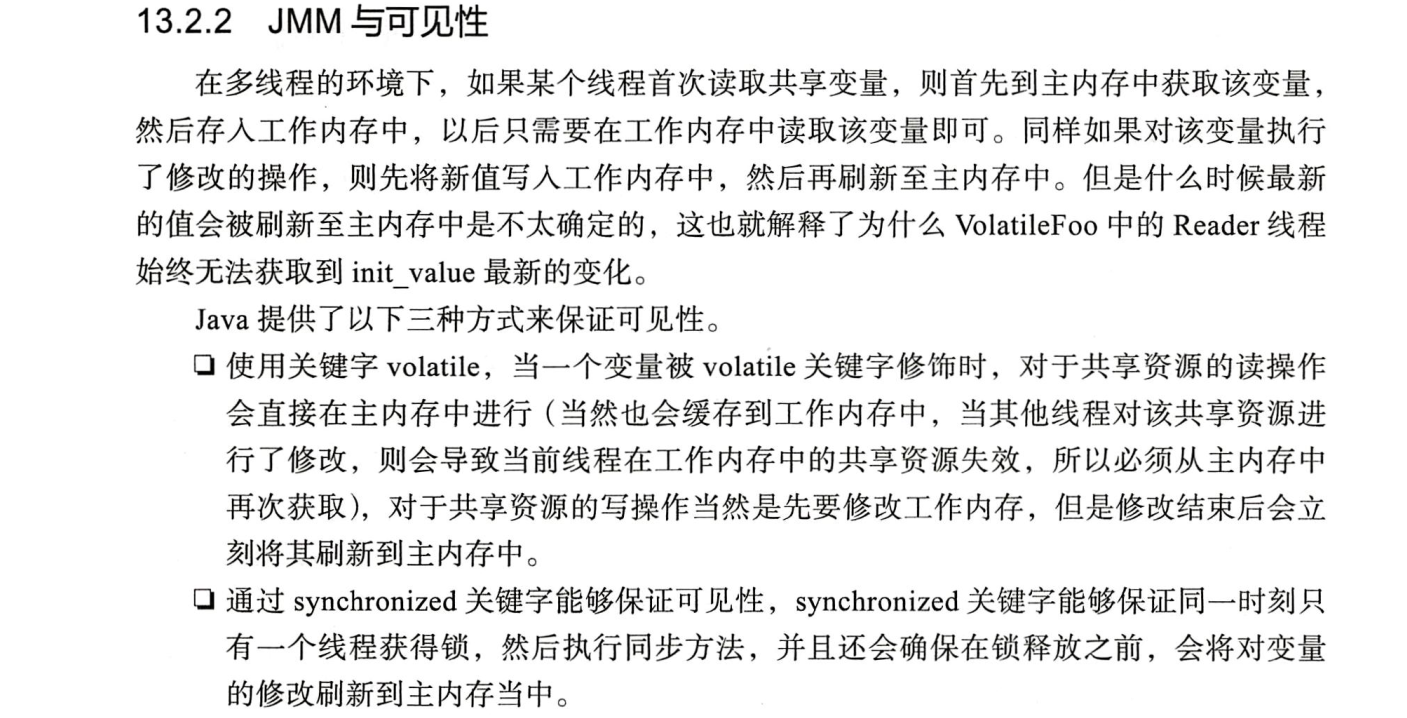 13.2.2 JMM 与可见性
在多线程的环境下，如果某个线程首次读取共享变量，则首先到主内存中获取该变量，
然后存入工作内存中，以后只需要在工作内存中读取该变量即可。同样如果对该变量执行
了修改的操作，则先将新值写入工作内存中，然后再刷新至主内存中。但是什么时候最新
的值会被刷新至主内存中是不太确定的，这也就解释了为什么 VolatileFoo 中的 Reader 线程
始终无法获取到 init_value 最新的变化。
Java 提供了以下三种方式来保证可见性。
❑ 使用关键字 volatile，当一个变量被 volatile 关键字修饰时，对于共享资源的读操作
会直接在主内存中进行（当然也会缓存到工作内存中，当其他线程对该共享资源进
行了修改，则会导致当前线程在工作内存中的共享资源失效，所以必须从主内存中
再次获取），对于共享资源的写操作当然是先要修改工作内存，但是修改结束后会立
刻将其刷新到主内存中。
❑ 通过 synchronized 关键字能够保证可见性，synchronized 关键字能够保证同一时刻只
有一个线程获得锁，然后执行同步方法，并且还会确保在锁释放之前，会将对变量
的修改刷新到主内存当中。